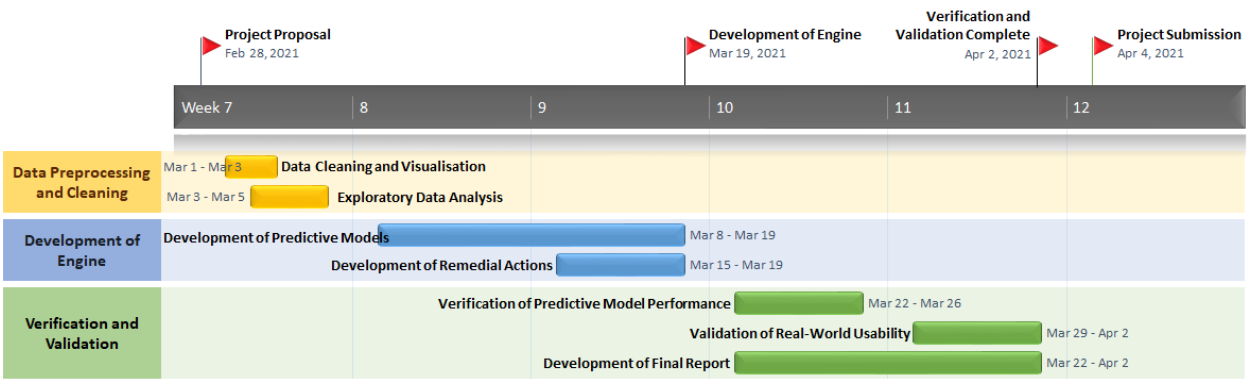 Project Proposal
Feb 28, 2021
Development of Engine
Mar 19, 2021
Verification and
Validation Complete
Apr 2, 2021
Project Submission
Apr 4, 2021
Week 7
8
9
10
11
12
Data Preprocessing
and Cleaning
Mar 1 - Mar 3
Data Cleaning and Visualisation
Mar 3 - Mar 5
Exploratory Data Analysis
Development of
Engine
Development of Predictive Models
Mar 8 - Mar 19
Development of Remedial Actions
Mar 15 - Mar 19
Verification and
Validation
Verification of Predictive Model Performance
Mar 22 - Mar 26
Validation of Real-World Usability
Mar 29 - Apr 2
Development of Final Report
Mar 22 - Apr 2